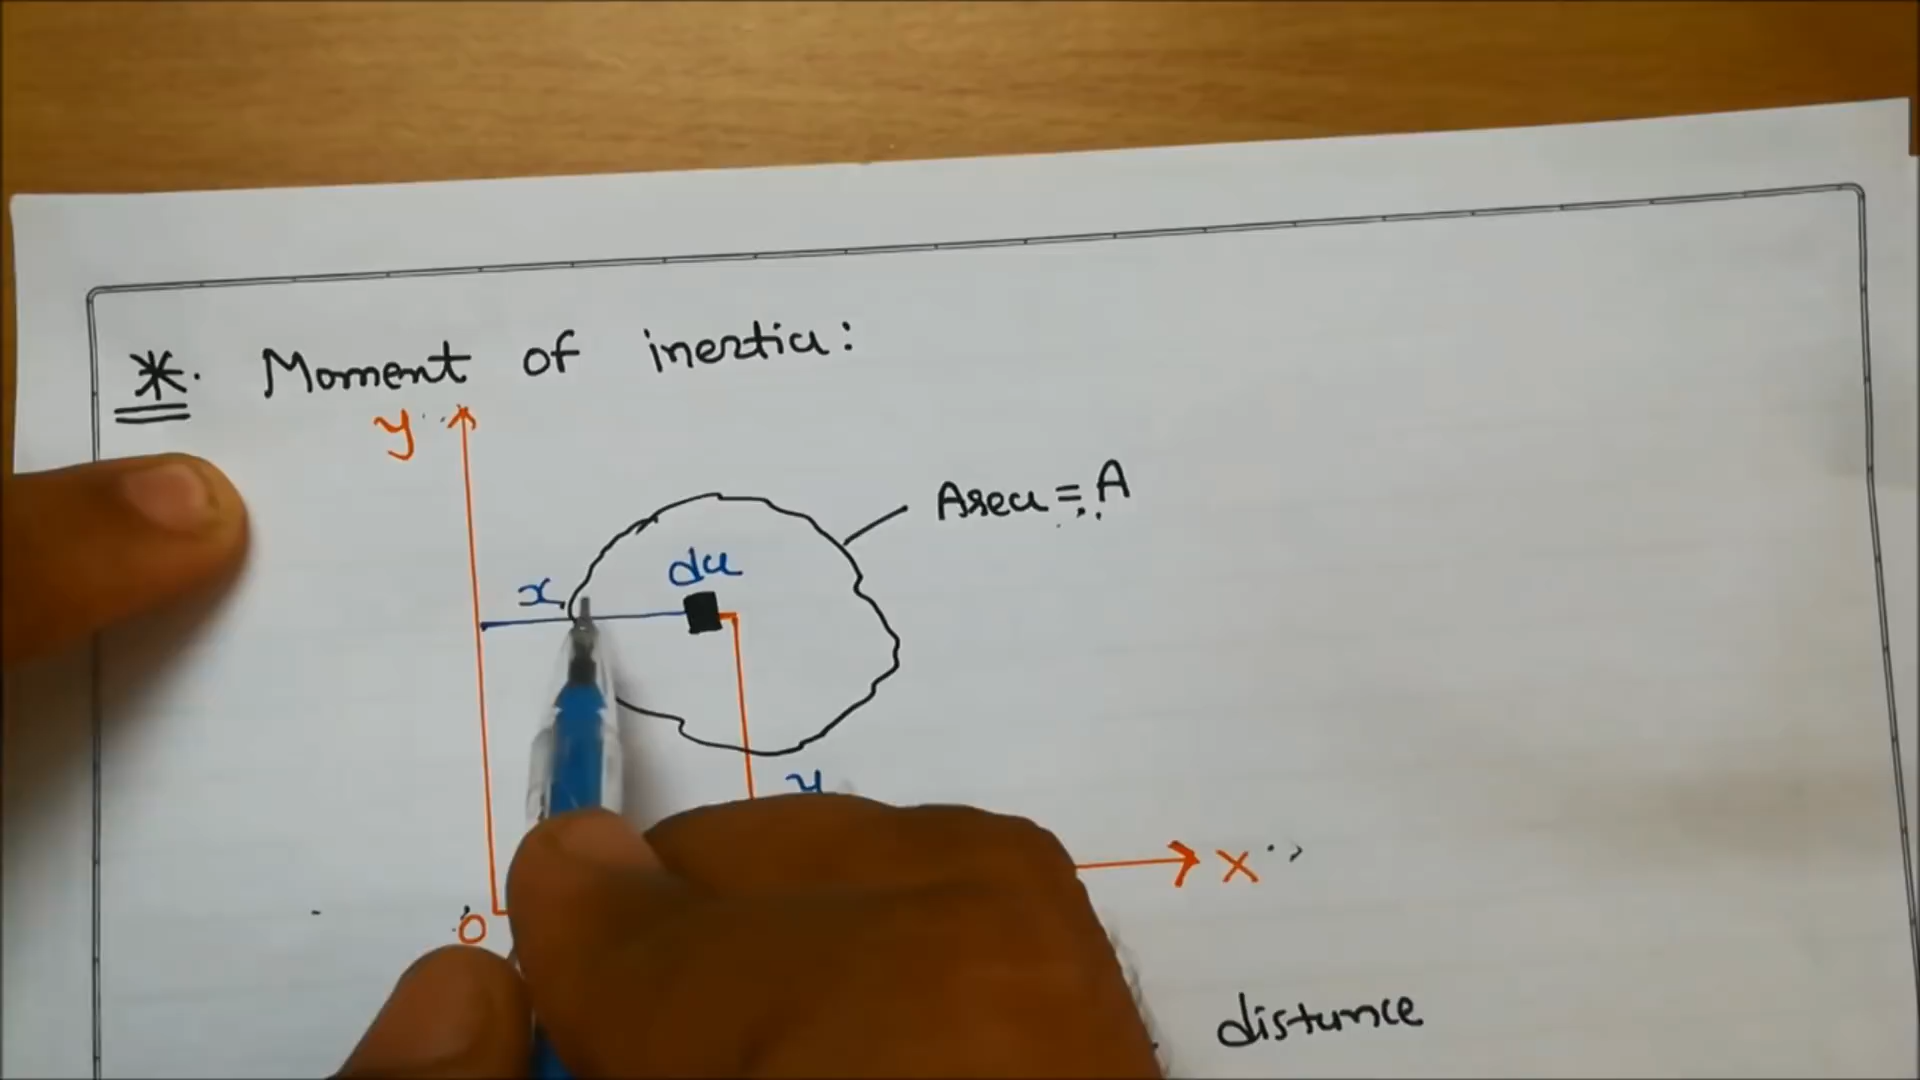 *. Moment of inertia:
y
Area = A
da
x
y
X
O
distance